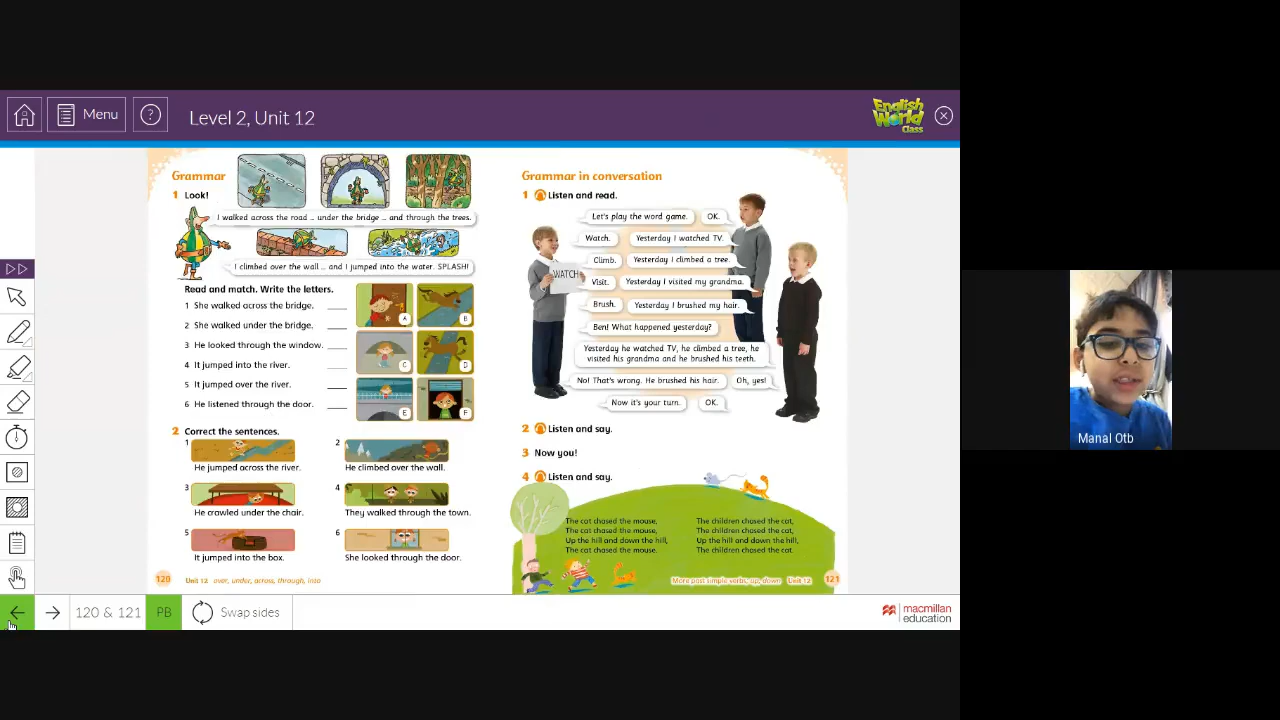 Menu
?
Level 2, Unit 12
English World Class
Grammar
1 Look!
I walked across the road ... under the bridge ... and through the trees.
I climbed over the wall ... and I jumped into the water. SPLASH!
Read and match. Write the letters.
1 She walked across the bridge. ____
2 She walked under the bridge. ____
3 He looked through the window. ____
4 It jumped into the river. ____
5 It jumped over the river. ____
6 He listened through the door. ____
A
B
C
D
E
F
2 Correct the sentences.
1
He jumped across the river.
2
He climbed over the wall.
3
He crawled under the chair.
4
They walked through the town.
5
It jumped into the box.
6
She looked through the door.
120 Unit 12 over, under, across, through, into
Grammar in conversation
1 Listen and read.
Let's play the word game. OK.
Watch. Yesterday I watched TV.
Climb. Yesterday I climbed a tree.
WATCH
Visit. Yesterday I visited my grandma.
Brush. Yesterday I brushed my hair.
Ben! What happened yesterday?
Yesterday he watched TV, he climbed a tree, he
visited his grandma and he brushed his teeth.
No! That's wrong. He brushed his hair. Oh, yes!
Now it's your turn. OK.
2 Listen and say.
3 Now you!
4 Listen and say.
The cat chased the mouse,
The cat chased the mouse,
Up the hill and down the hill,
The cat chased the mouse.
The children chased the cat,
The children chased the cat,
Up the hill and down the hill,
The children chased the cat.
More past simple verbs; up, down Unit 12 121
120 & 121 PB Swap sides
macmillan
education
Manal Otb